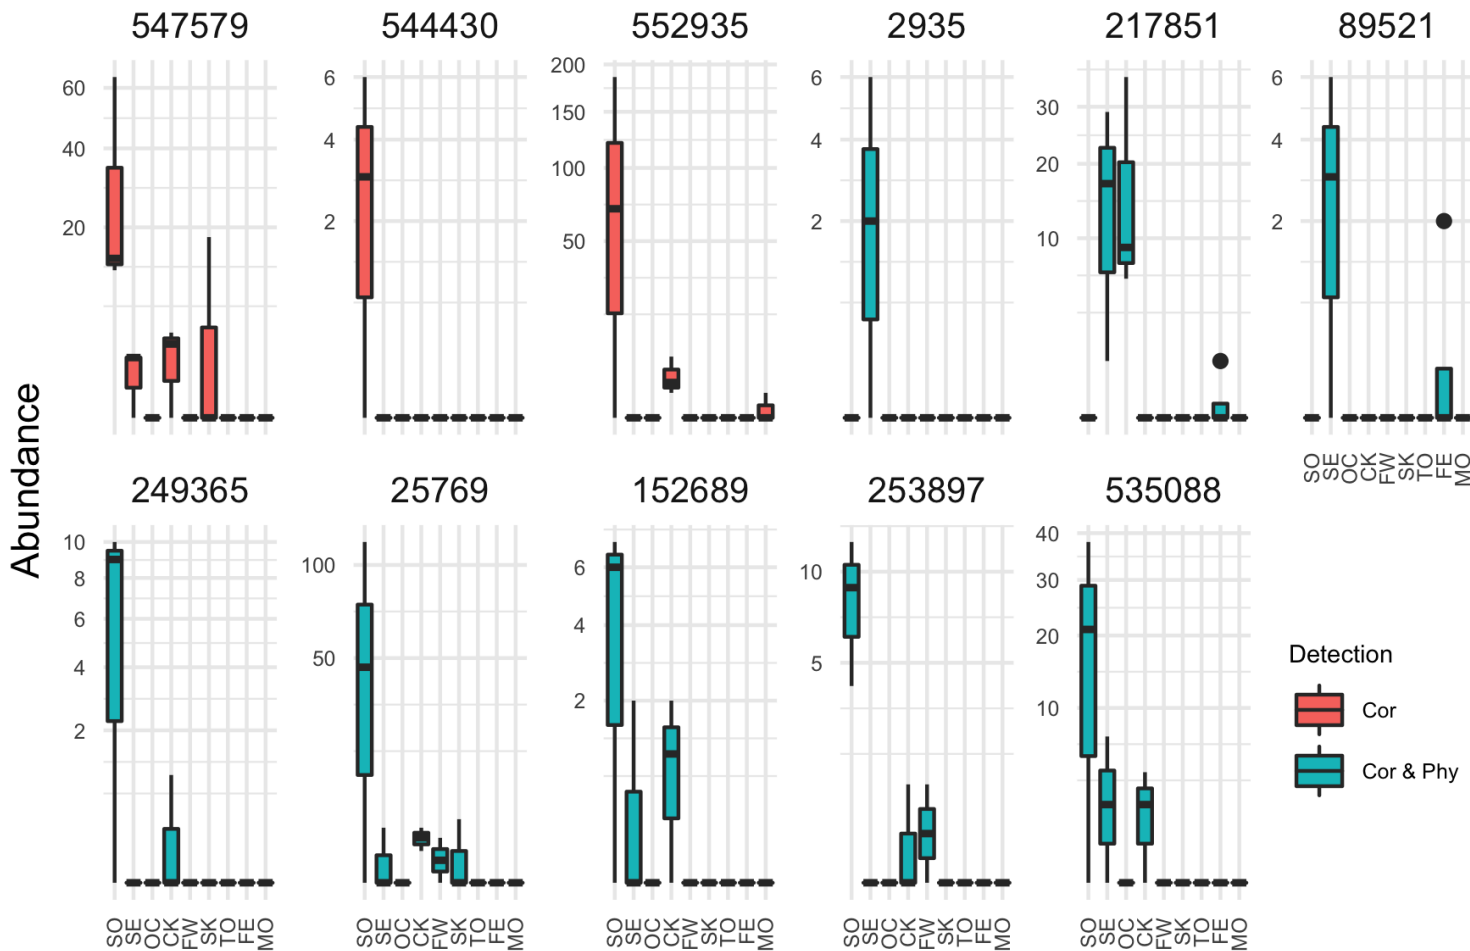 547579 544430 552935 2935 217851 89521
60
40
20
6
4
2
200
150
100
50
6
4
2
30
20
10
6
4
2
SO SE OC CK FW SK TO FE MO
Abundance
249365 25769 152689 253897 535088
10
8
6
4
2
100
50
6
4
2
10
5
40
30
20
10
SO SE OC CK FW SK TO FE MO
SO SE OC CK FW SK TO FE MO
SO SE OC CK FW SK TO FE MO
SO SE OC CK FW SK TO FE MO
SO SE OC CK FW SK TO FE MO
Detection
Cor
Cor & Phy